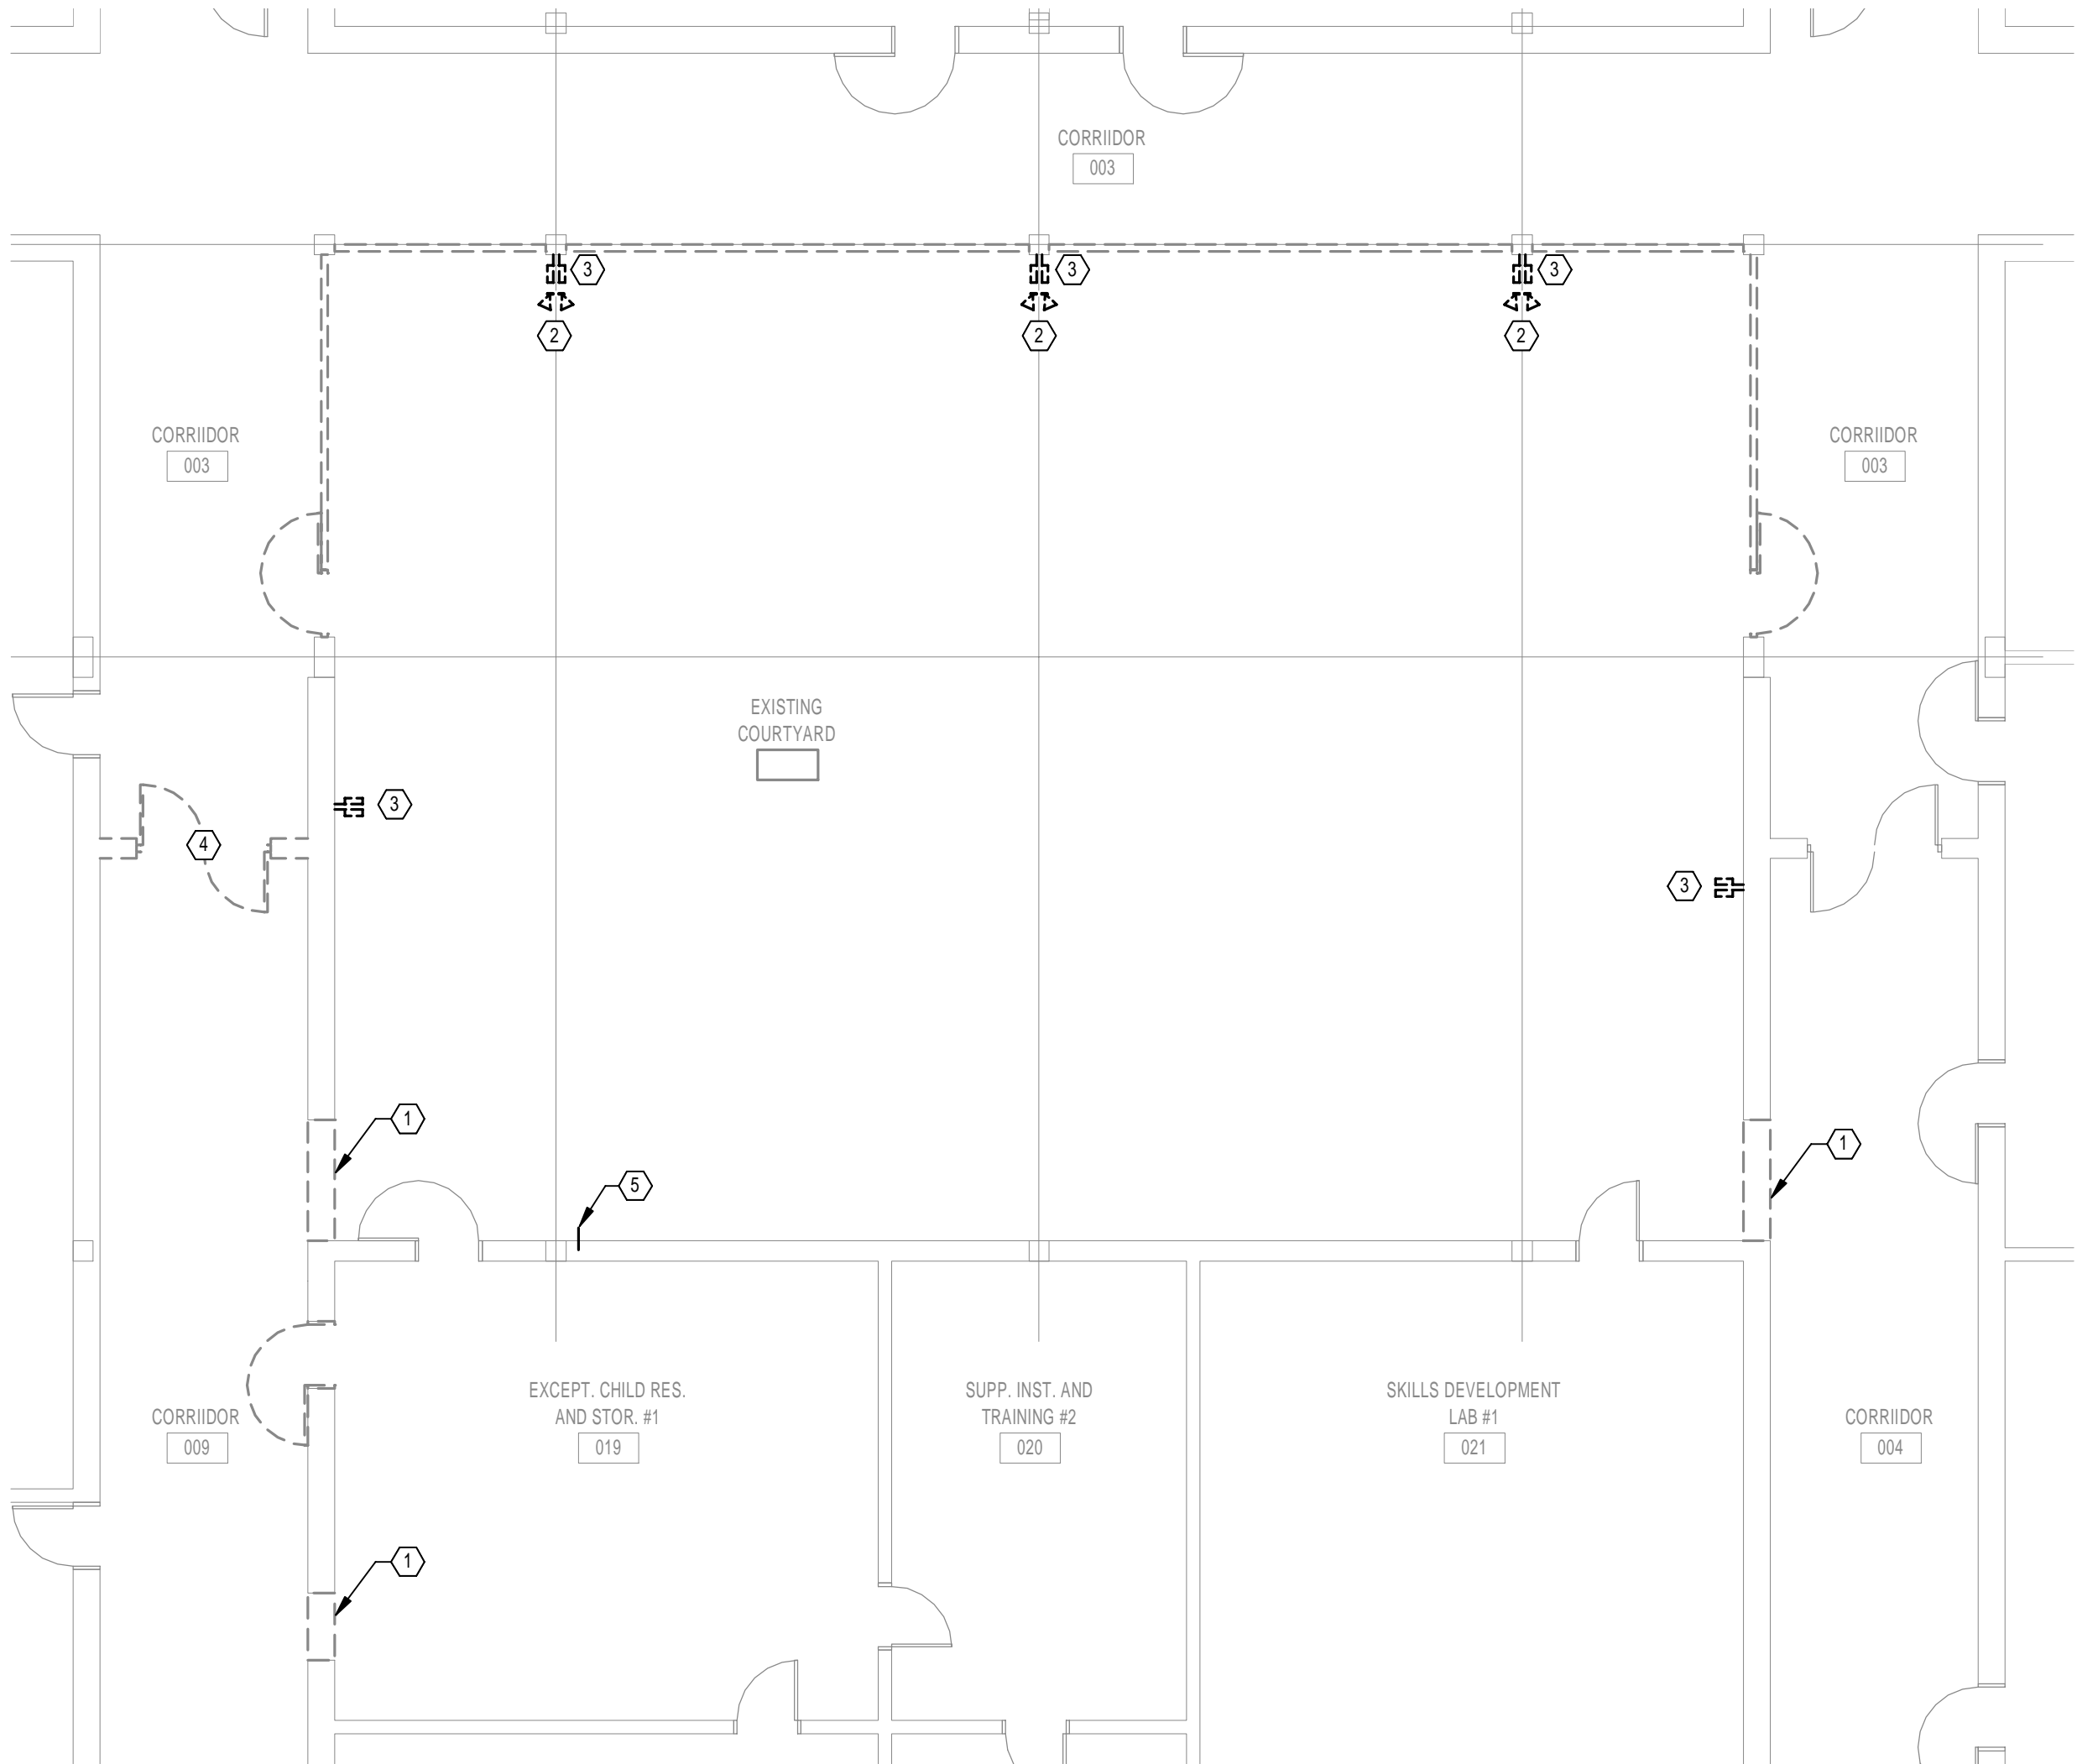 CORRIIDOR
003
3
3
3
2
2
2
CORRIIDOR
003
CORRIIDOR
003
EXISTING
COURTYARD
3
4
3
1
1
5
EXCEPT. CHILD RES.
AND STOR. #1
019
SUPP. INST. AND
TRAINING #2
020
SKILLS DEVELOPMENT
LAB #1
021
CORRIIDOR
009
CORRIIDOR
004
1